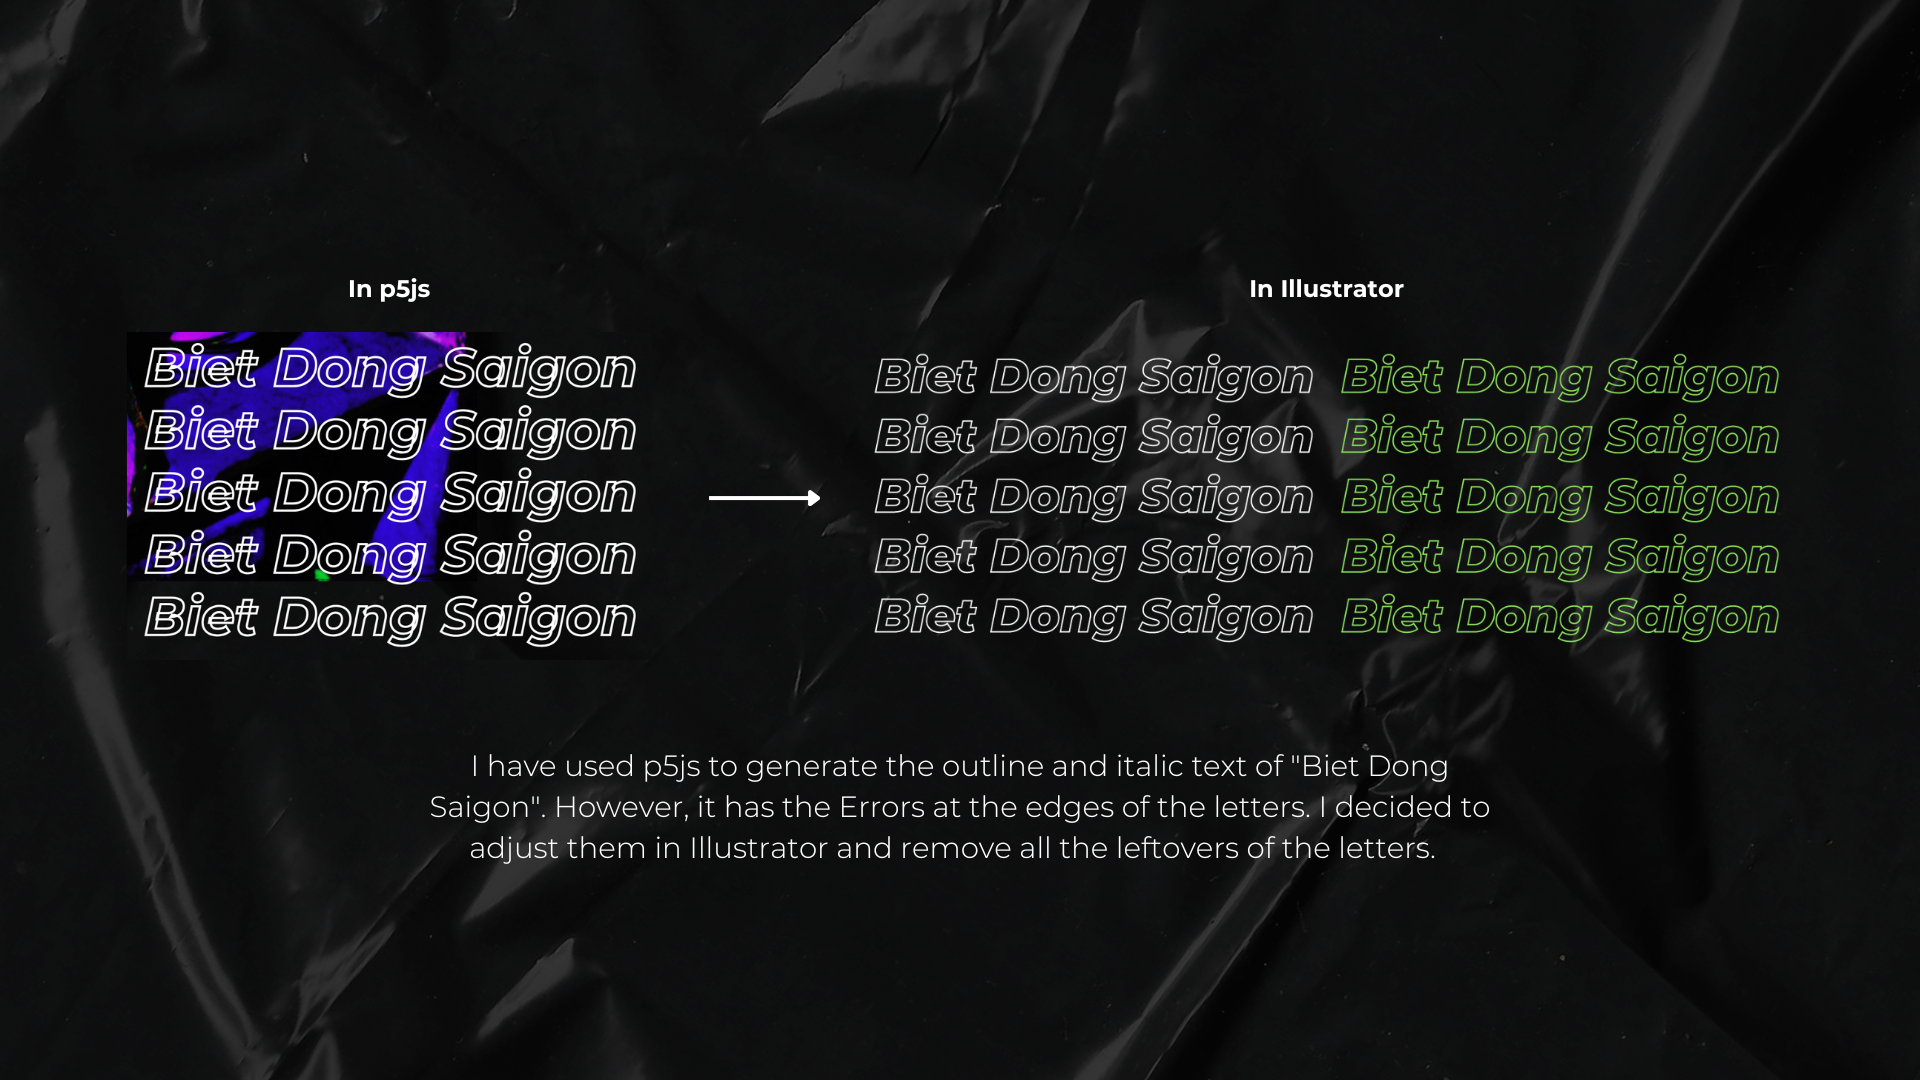 In p5js
Biet Dong Saigon
Biet Dong Saigon
Biet Dong Saigon
Biet Dong Saigon
Biet Dong Saigon
In Illustrator
Biet Dong Saigon Biet Dong Saigon
Biet Dong Saigon Biet Dong Saigon
Biet Dong Saigon Biet Dong Saigon
Biet Dong Saigon Biet Dong Saigon
Biet Dong Saigon Biet Dong Saigon
I have used p5js to generate the outline and italic text of "Biet Dong
Saigon". However, it has the Errors at the edges of the letters. I decided to
adjust them in Illustrator and remove all the leftovers of the letters.